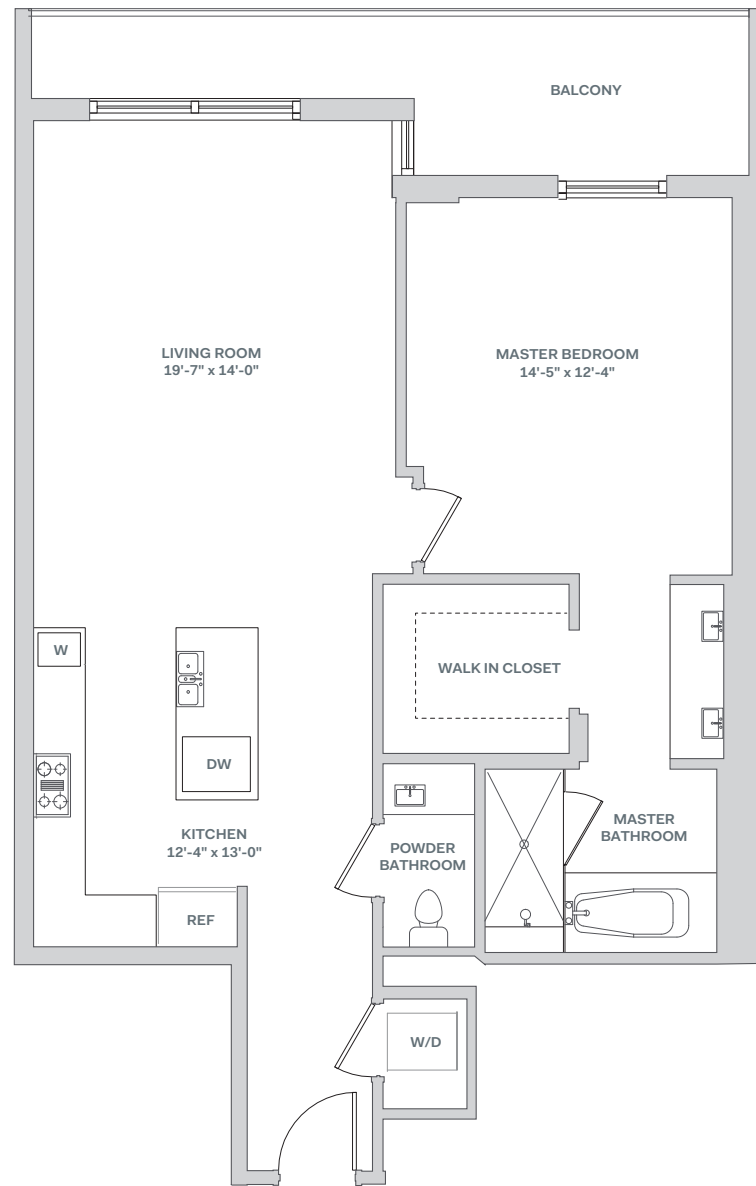 BALCONY
LIVING ROOM
19'-7" x 14'-0"
MASTER BEDROOM
14'-5" x 12'-4"
W
WALK IN CLOSET
DW
KITCHEN
12'-4" x 13'-0"
POWDER
BATHROOM
MASTER
BATHROOM
REF
W/D